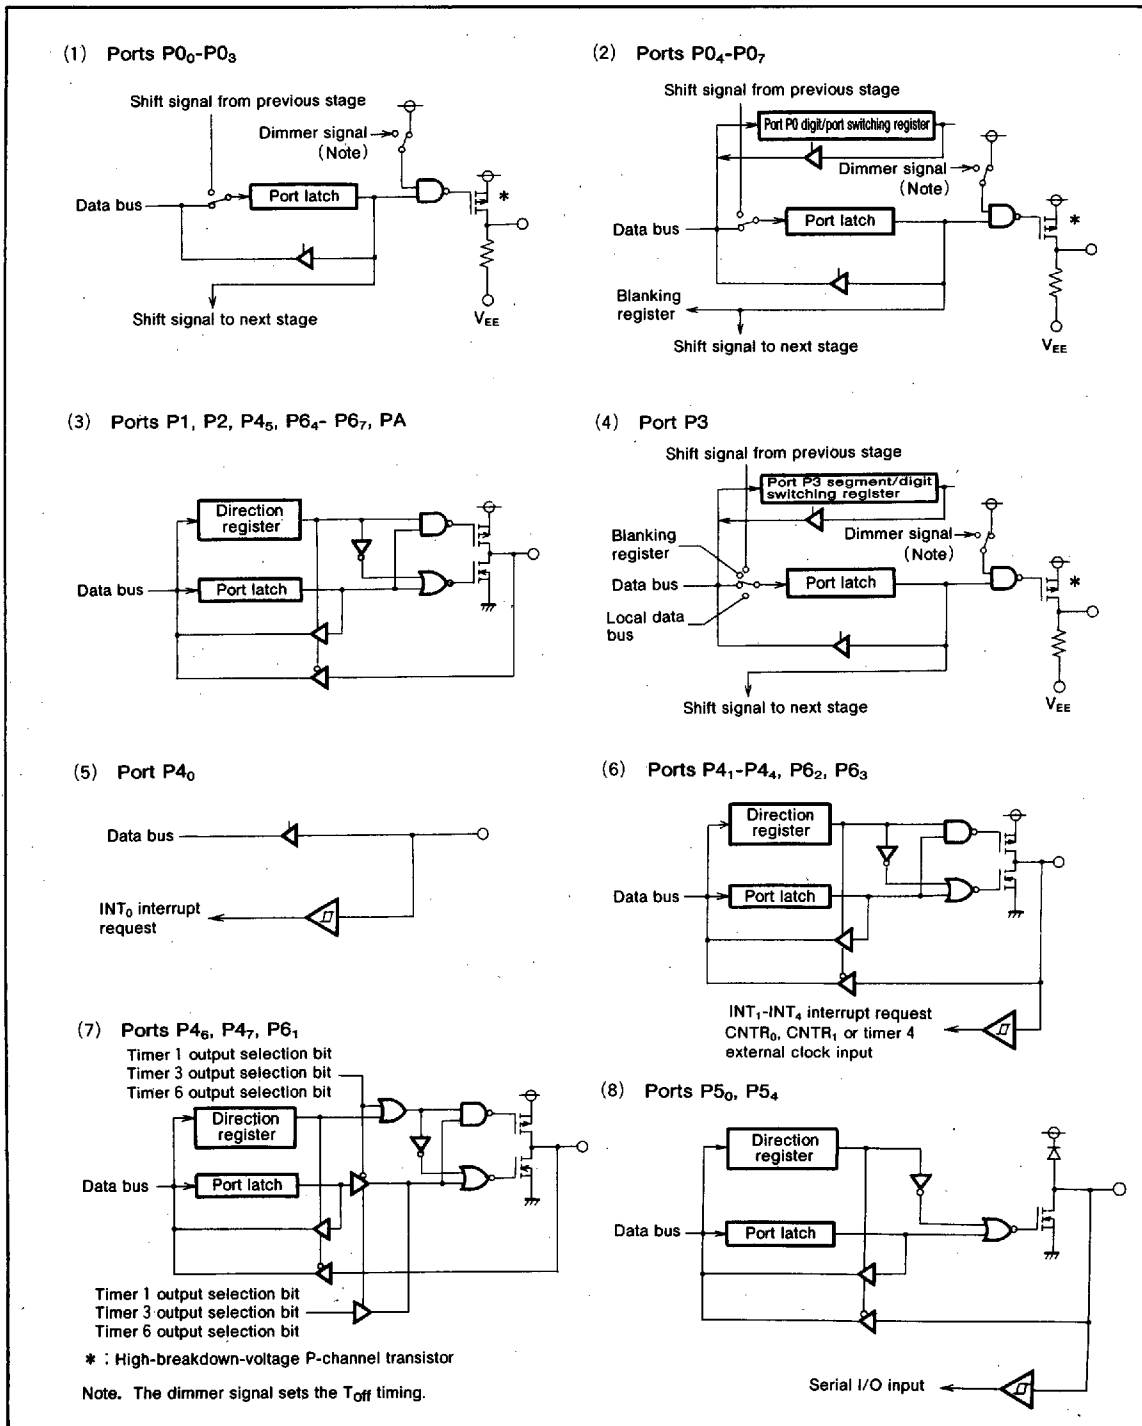 (1) Ports P0₀-P0₃
Shift signal from previous stage
Dimmer signal
(Note)
Data bus
Port latch
*
Shift signal to next stage
VEE
(2) Ports P0₄-P0₇
Shift signal from previous stage
Port P0 digit/port switching register
Dimmer signal
(Note)
Data bus
Port latch
*
Blanking
register
Shift signal to next stage
VEE
(3) Ports P1, P2, P4₅, P6₄- P6₇, PA
Direction
register
Data bus
Port latch
(4) Port P3
Shift signal from previous stage
Port P3 segment/digit
switching register
Blanking
register
Dimmer signal
(Note)
Data bus
Port latch
*
Local data
bus
Shift signal to next stage
VEE
(5) Port P4₀
Data bus
INT₀ interrupt
request
(6) Ports P4₁-P4₄, P6₂, P6₃
Direction
register
Data bus
Port latch
INT₁-INT₄ interrupt request
CNTR₀, CNTR₁ or timer 4
external clock input
(7) Ports P4₆, P4₇, P6₁
Timer 1 output selection bit
Timer 3 output selection bit
Timer 6 output selection bit
Direction
register
Data bus
Port latch
Timer 1 output selection bit
Timer 3 output selection bit
Timer 6 output selection bit
(8) Ports P5₀, P5₄
Direction
register
Data bus
Port latch
Serial I/O input
* : High-breakdown-voltage P-channel transistor
Note. The dimmer signal sets the Toff timing.